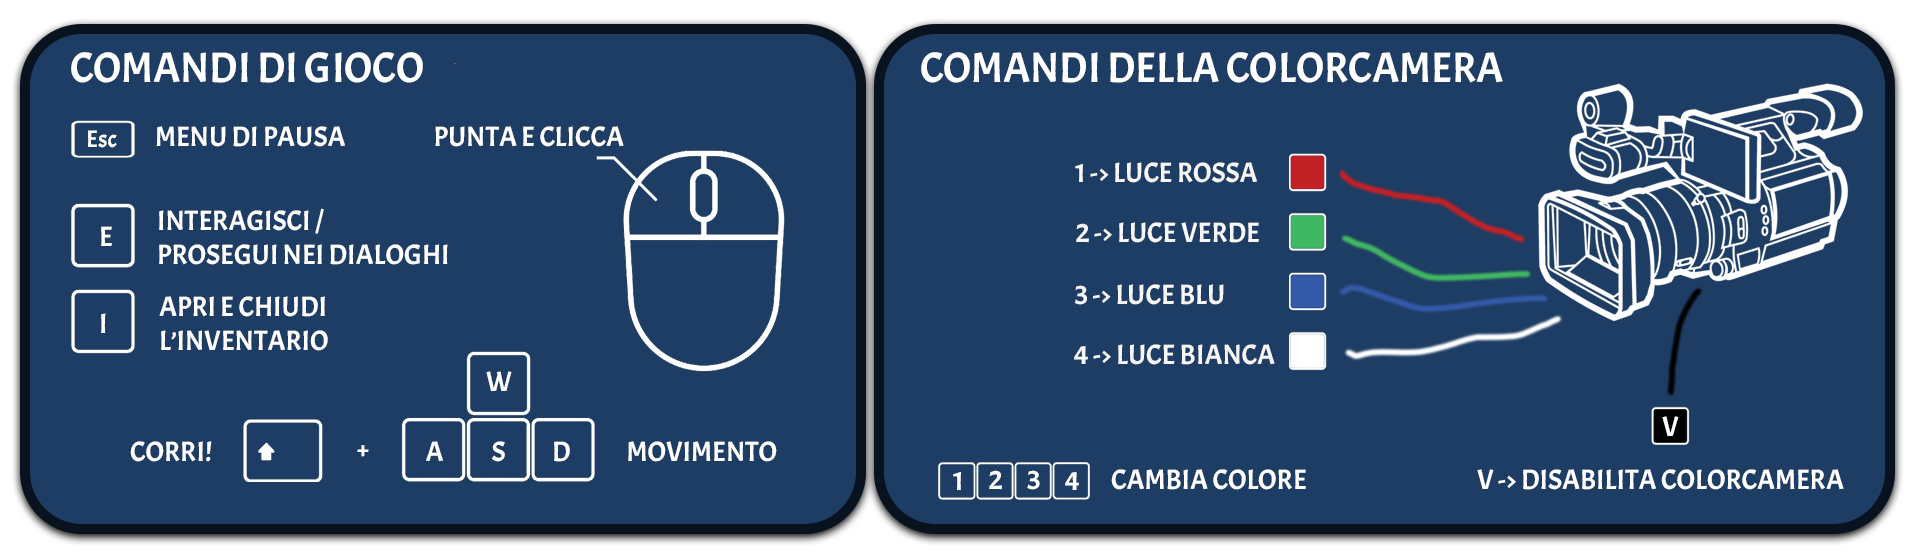 COMANDI DI GIOCO
Esc MENU DI PAUSA
PUNTA E CLICCA
E INTERAGISCI /
PROSEGUI NEI DIALOGHI
I APRI E CHIUDI
L'INVENTARIO
W
CORRI! + A S D MOVIMENTO
COMANDI DELLA COLORCAMERA
1 -> LUCE ROSSA
2 -> LUCE VERDE
3 -> LUCE BLU
4 -> LUCE BIANCA
V
1 2 3 4 CAMBIA COLORE
V -> DISABILITA COLORCAMERA